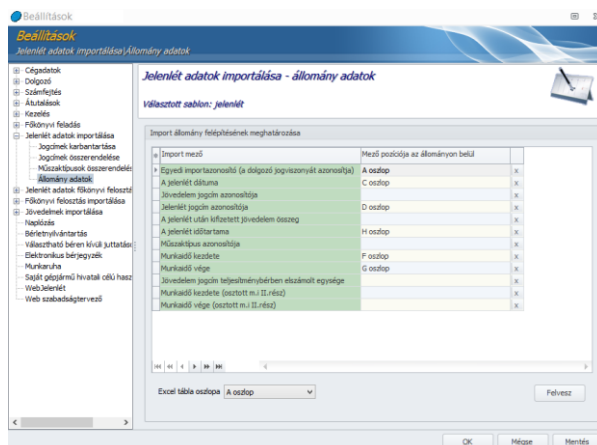 Beállítások
Beállítások
Jelenlét adatok importálása\Állomány adatok
Cégadatok
Dolgozó
Számfejtés
Átutalások
Kezelés
Főkönyvi feladás
Jelenlét adatok importálása
Jogcímek karbantartása
Jogcímek összerendelése
Műszaktípusok összerendelés
Állomány adatok
Jelenlét adatok főkönyvi feloszt
Főkönyvi felosztás importálása
Jövedelmek importálása
Naplózás
Bérletnyilvántartás
Választható béren kívüli juttatás
Elektronikus bérjegyzék
Munkaruha
Saját gépjármű hivatali célú hasz
WebJelenlét
Web szabadságtervező
Jelenlét adatok importálása - állomány adatok
Választott sablon: jelenlét
Import állomány felépítésének meghatározása
Import mező Mező pozíciója az állományon belül
Egyedi importazonosító (a dolgozó jogviszonyát azonosítja) A oszlop x
A jelenlét dátuma C oszlop x
Jövedelem jogcím azonosítója x
Jelenlét jogcím azonosítója D oszlop x
A jelenlét után kifizetett jövedelem összeg x
A jelenlét időtartama H oszlop x
Műszaktípus azonosítója x
Munkaidő kezdete F oszlop x
Munkaidő vége G oszlop x
Jövedelem jogcím teljesítménybérben elszámolt egysége x
Munkaidő kezdete (osztott m.i II.rész) x
Munkaidő vége (osztott m.i II.rész) x
Excel tábla oszlopa A oszlop Felvesz
OK Mégse Mentés